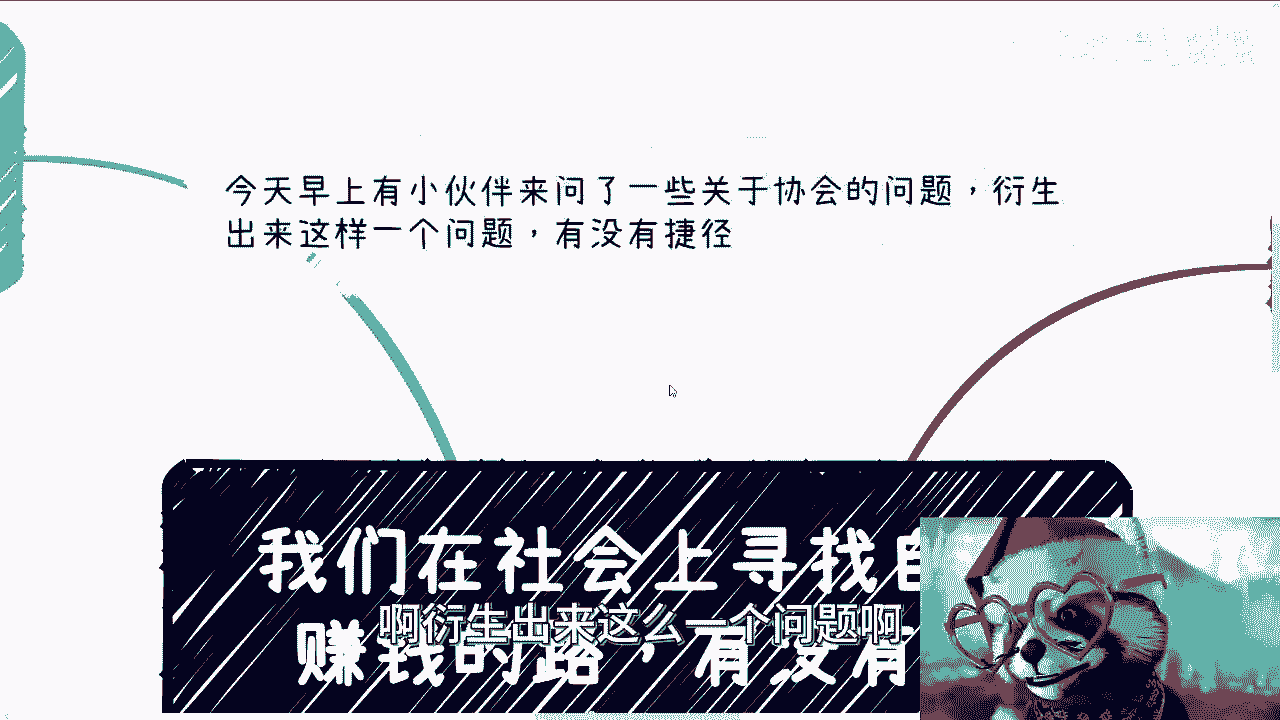 今天早上有小伙伴来问了一些关于协会的问题，衍生
出来这样一个问题，有没有捷径
我们在社会上寻找
啊衍生出来这么一个问题啊
赚钱的路，有没有